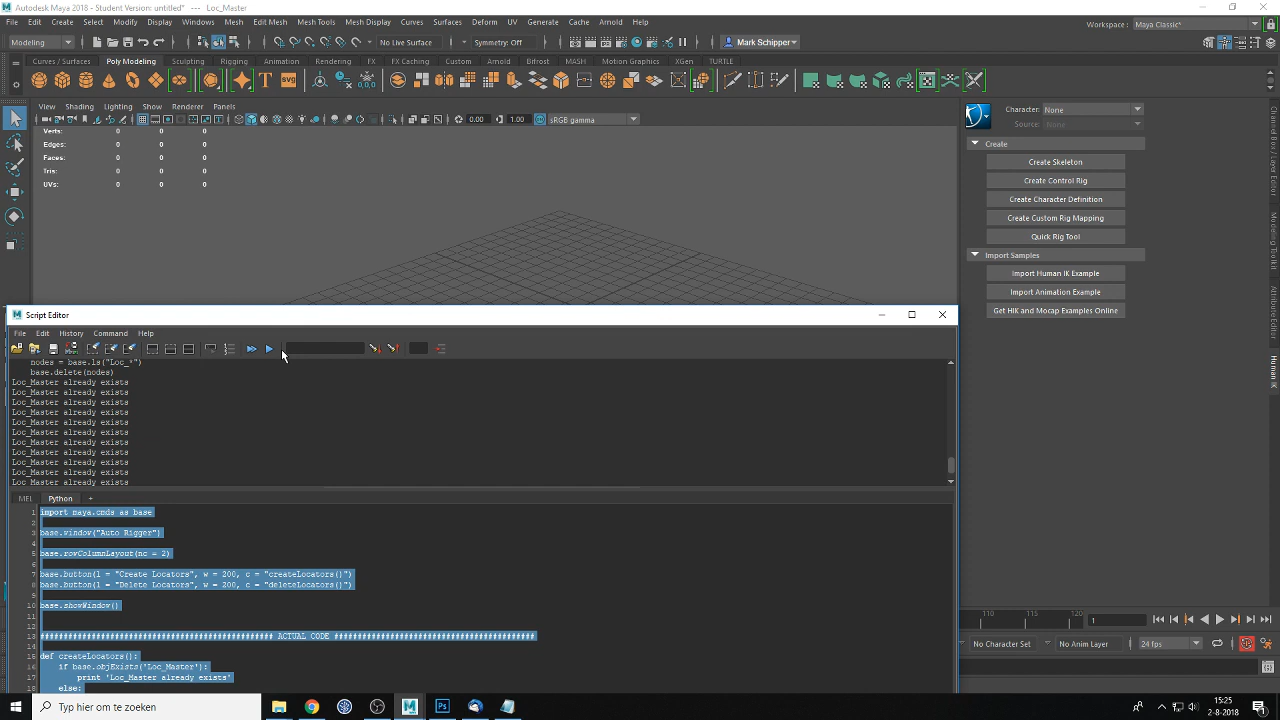 Autodesk Maya 2018 - Student Version: untitled* --- Loc_Master
File Edit Create Select Modify Display Windows Mesh Edit Mesh Mesh Tools Mesh Display Curves Surfaces Deform UV Generate Cache Arnold Help
Workspace : Maya Classic*
Modeling No Live Surface Symmetry: Off Mark Schipper
Curves / Surfaces Poly Modeling Sculpting Rigging Animation Rendering FX FX Caching Custom Arnold Bifrost MASH Motion Graphics XGen TURTLE
View Shading Lighting Show Renderer Panels
0.00 1.00 sRGB gamma
Verts: 0 0 0
Edges: 0 0 0
Faces: 0 0 0
Tris: 0 0 0
UVs: 0 0 0
Character: None
Source: None
Create
Create Skeleton
Create Control Rig
Create Character Definition
Create Custom Rig Mapping
Quick Rig Tool
Import Samples
Import Human IK Example
Import Animation Example
Get HIK and Mocap Examples Online
Channel Box / Layer Editor
Modeling Toolkit
Attribute Editor
Human IK
Script Editor
File Edit History Command Help
nodes = base.ls("Loc_*")
base.delete(nodes)
Loc_Master already exists
Loc_Master already exists
Loc_Master already exists
Loc_Master already exists
Loc_Master already exists
Loc_Master already exists
Loc_Master already exists
Loc_Master already exists
Loc_Master already exists
Loc_Master already exists
Loc_Master already exists
MEL Python +
1 import maya.cmds as base
2
3 base.window("Auto Rigger")
4
5 base.rowColumnLayout(nc = 2)
6
7 base.button(l = "Create Locators", w = 200, c = "createLocators()")
8 base.button(l = "Delete Locators", w = 200, c = "deleteLocators()")
9
10 base.showWindow()
11
12
13 ############################################## ACTUAL CODE ########################################
14
15 def createLocators():
16 if base.objExists('Loc_Master'):
17 print 'Loc_Master already exists'
18 else:
110 115 120 1
No Character Set No Anim Layer 24 fps
Typ hier om te zoeken
15:25
2-8-2018